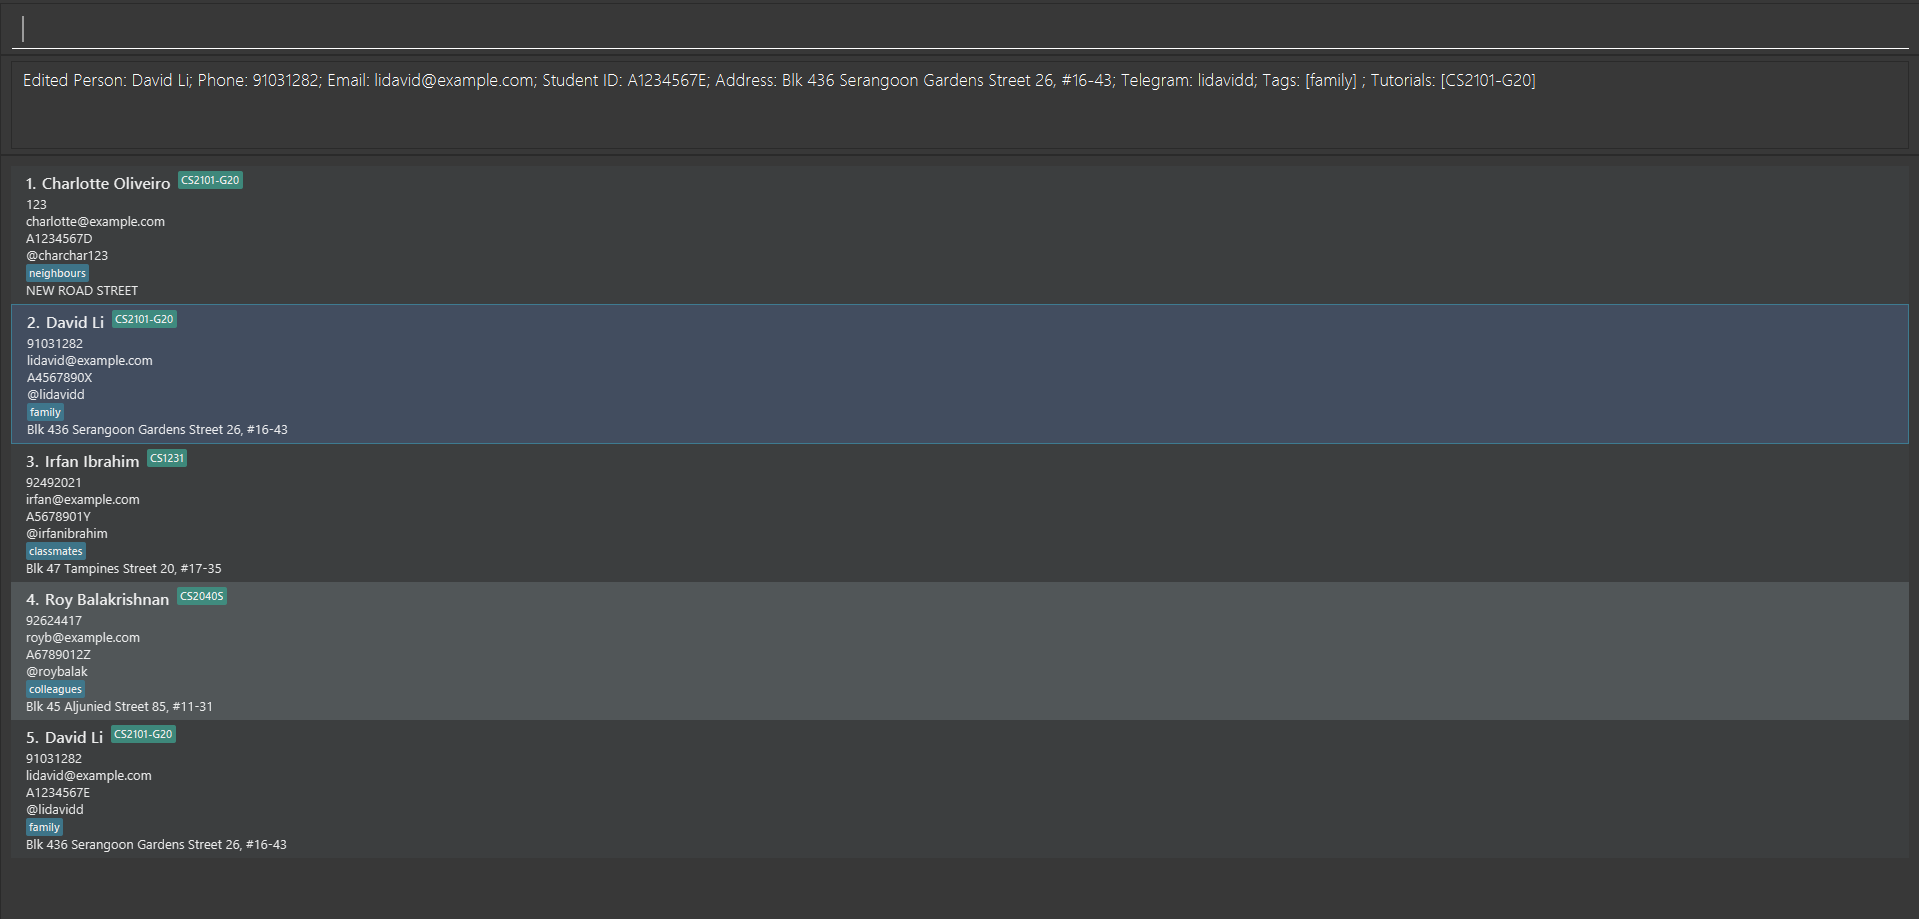 Edited Person: David Li; Phone: 91031282; Email: lidavid@example.com; Student ID: A1234567E; Address: Blk 436 Serangoon Gardens Street 26, #16-43; Telegram: lidavidd; Tags: [family] ; Tutorials: [CS2101-G20]
1. Charlotte Oliveiro CS2101-G20
123
charlotte@example.com
A1234567D
@charchar123
neighbours
NEW ROAD STREET
2. David Li CS2101-G20
91031282
lidavid@example.com
A4567890X
@lidavidd
family
Blk 436 Serangoon Gardens Street 26, #16-43
3. Irfan Ibrahim CS1231
92492021
irfan@example.com
A5678901Y
@irfanibrahim
classmates
Blk 47 Tampines Street 20, #17-35
4. Roy Balakrishnan CS2040S
92624417
royb@example.com
A6789012Z
@roybalak
colleagues
Blk 45 Aljunied Street 85, #11-31
5. David Li CS2101-G20
91031282
lidavid@example.com
A1234567E
@lidavidd
family
Blk 436 Serangoon Gardens Street 26, #16-43